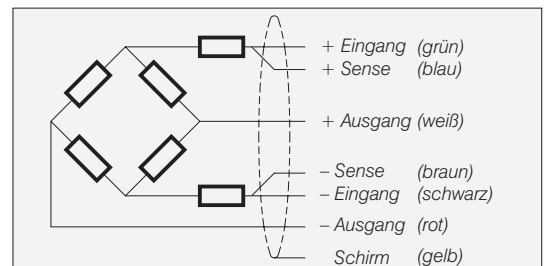 + Eingang (grün)
+ Sense (blau)
+ Ausgang (weiß)
– Sense (braun)
– Eingang (schwarz)
– Ausgang (rot)
Schirm (gelb)